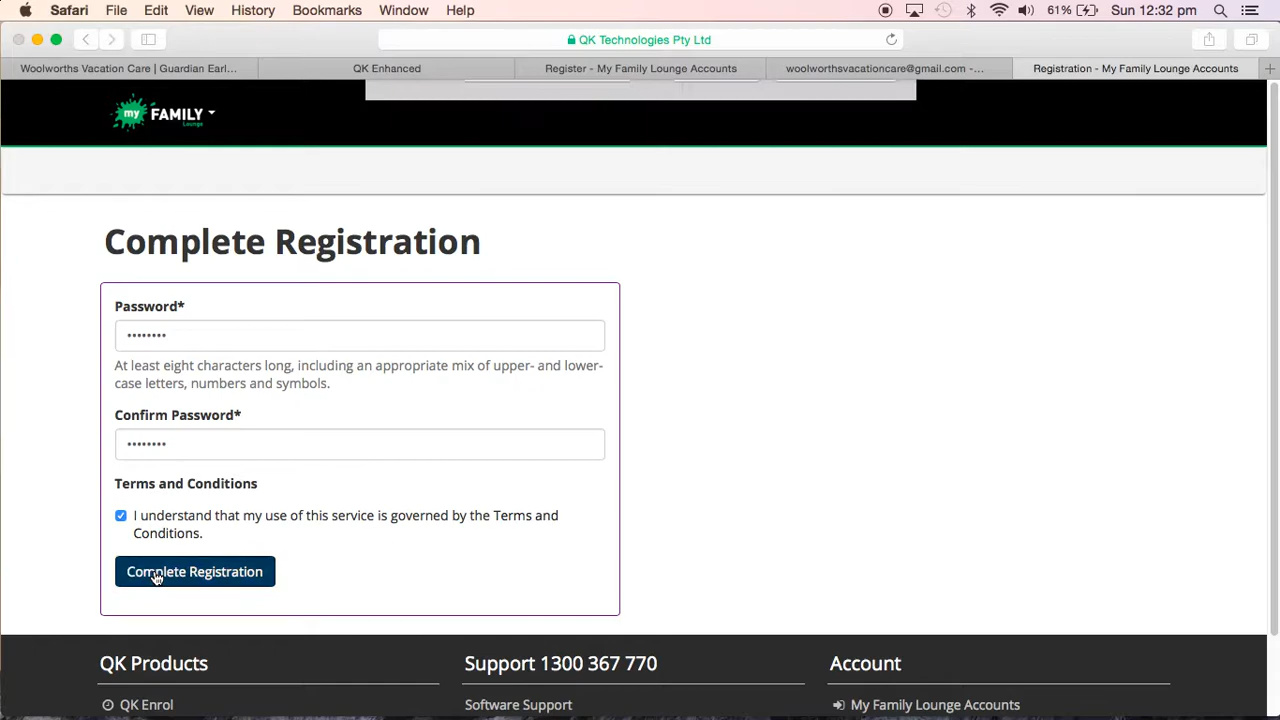 Safari File Edit View History Bookmarks Window Help 61% Sun 12:32 pm
QK Technologies Pty Ltd
Woolworths Vacation Care | Guardian Earl... QK Enhanced Register - My Family Lounge Accounts woolworthsvacationcare@gmail.com -... Registration - My Family Lounge Accounts
my FAMILY
Lounge
Complete Registration
Password*
••••••••
At least eight characters long, including an appropriate mix of upper- and lower-
case letters, numbers and symbols.
Confirm Password*
••••••••
Terms and Conditions
I understand that my use of this service is governed by the Terms and
Conditions.
Complete Registration
QK Products Support 1300 367 770 Account
QK Enrol Software Support My Family Lounge Accounts